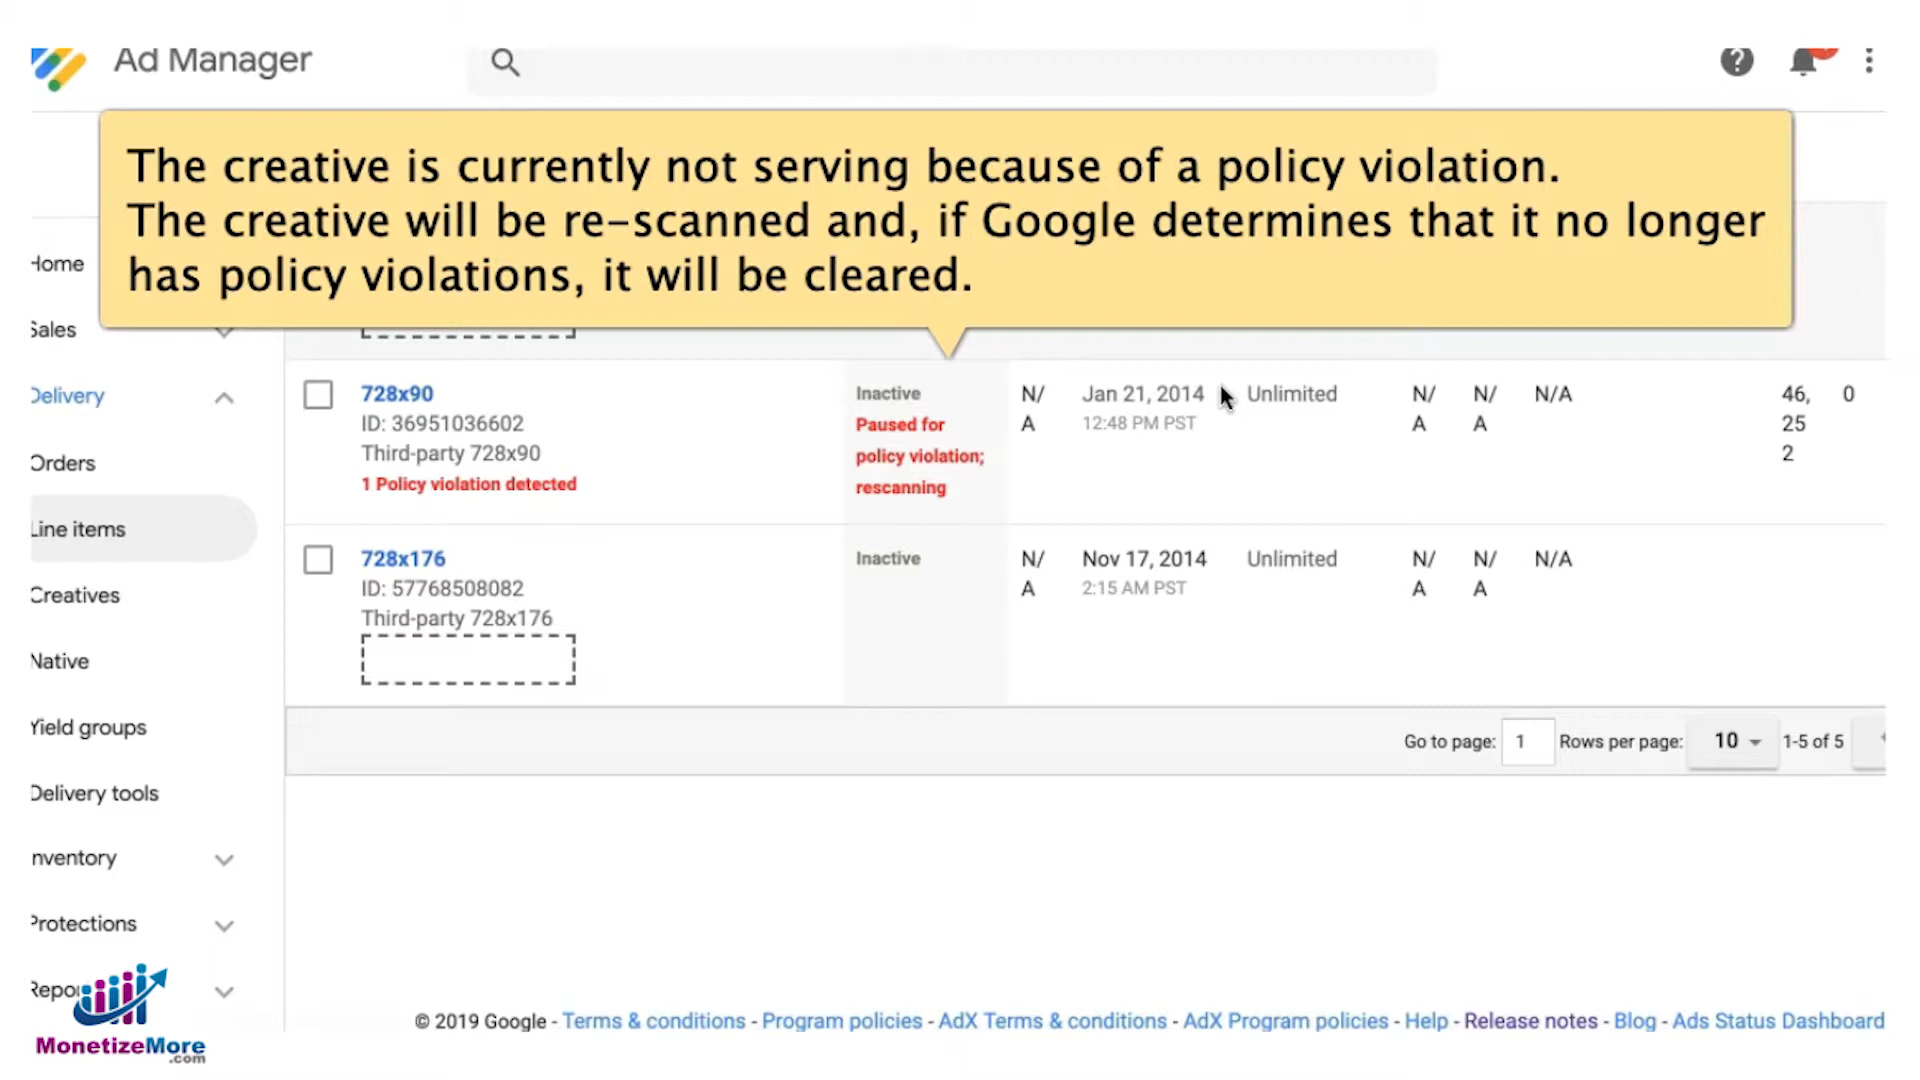 Ad Manager
The creative is currently not serving because of a policy violation.
The creative will be re-scanned and, if Google determines that it no longer
has policy violations, it will be cleared.
Home
Sales
Delivery
Orders
Line items
Creatives
Native
Yield groups
Delivery tools
nventory
Protections
Repo
728x90
ID: 36951036602
Third-party 728x90
1 Policy violation detected
Inactive
Paused for
policy violation;
rescanning
N/
A
Jan 21, 2014
12:48 PM PST
Unlimited
N/
A
N/
A
N/A
46,
25
2
0
728x176
ID: 57768508082
Third-party 728x176
Inactive
N/
A
Nov 17, 2014
2:15 AM PST
Unlimited
N/
A
N/
A
N/A
Go to page: 1 Rows per page: 10 1-5 of 5
© 2019 Google - Terms & conditions - Program policies - AdX Terms & conditions - AdX Program policies - Help - Release notes - Blog - Ads Status Dashboard
MonetizeMore
.com